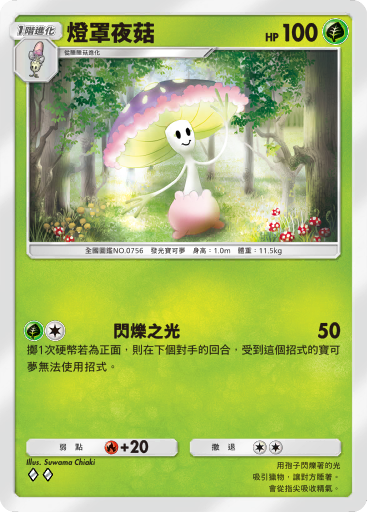 1階進化
燈罩夜菇
HP 100
從睡睡菇進化
全國圖鑑NO.0756 發光寶可夢 身高：1.0m 體重：11.5kg
閃爍之光 50
擲1次硬幣若為正面，則在下個對手的回合，受到這個招式的寶可
夢無法使用招式。
弱點 +20 撤退
Illus. Suwama Chiaki
用孢子閃爍著的光
吸引獵物，讓對方睡著。
會從指尖吸收精氣。